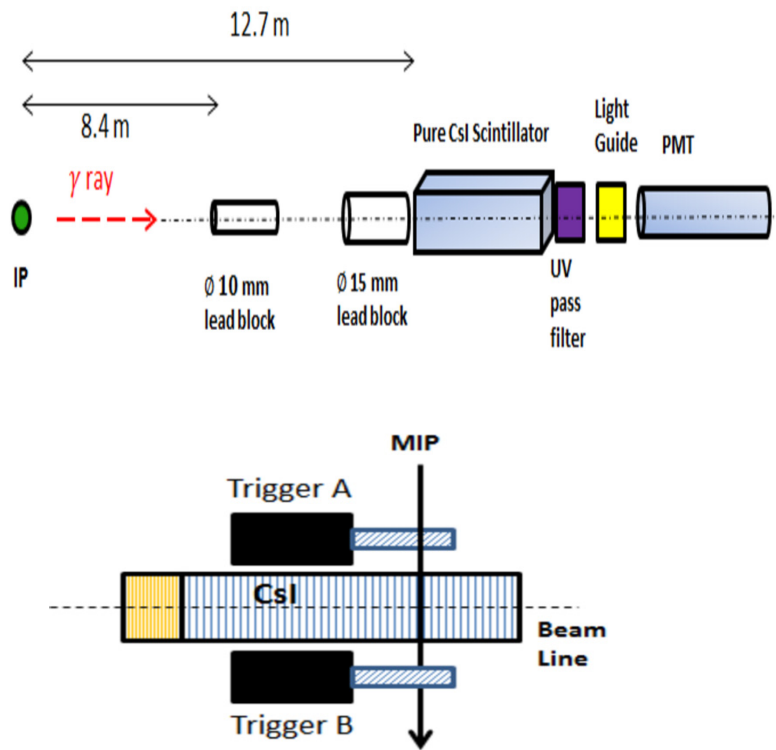 12.7 m
8.4 m
γ ray
IP
Ø 10 mm
lead block
Ø 15 mm
lead block
Pure CsI Scintillator
UV
pass
filter
Light
Guide
PMT
MIP
Trigger A
CsI
Beam
Line
Trigger B